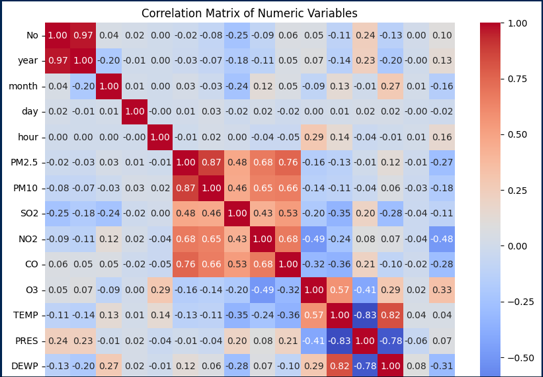 Correlation Matrix of Numeric Variables
No 1.00 0.97 0.04 0.02 0.00 -0.02 -0.08 -0.25 -0.09 0.06 0.05 -0.11 0.24 -0.13 0.00 0.10
year 0.97 1.00 -0.20 -0.01 0.00 -0.03 -0.07 -0.18 -0.11 0.05 0.07 -0.14 0.23 -0.20 -0.00 0.13
month 0.04 -0.20 1.00 0.01 0.00 0.03 -0.03 -0.24 0.12 0.05 -0.09 0.13 -0.01 0.27 0.01 -0.16
day 0.02 -0.01 0.01 1.00 -0.00 0.01 0.03 -0.02 0.02 -0.02 0.00 0.01 0.02 0.02 -0.00 -0.02
hour 0.00 0.00 0.00 -0.00 1.00 -0.01 0.02 0.00 -0.04 -0.05 0.29 0.14 -0.04 -0.01 0.01 0.16
PM2.5 -0.02 -0.03 0.03 0.01 -0.01 1.00 0.87 0.48 0.68 0.76 -0.16 -0.13 -0.01 0.12 -0.01 -0.27
PM10 -0.08 -0.07 -0.03 0.03 0.02 0.87 1.00 0.46 0.65 0.66 -0.14 -0.11 -0.04 0.06 -0.03 -0.18
SO2 -0.25 -0.18 -0.24 -0.02 0.00 0.48 0.46 1.00 0.43 0.53 -0.20 -0.35 0.20 -0.28 -0.04 -0.11
NO2 -0.09 -0.11 0.12 0.02 -0.04 0.68 0.65 0.43 1.00 0.68 -0.49 -0.24 0.08 0.07 -0.04 -0.48
CO 0.06 0.05 0.05 -0.02 -0.05 0.76 0.66 0.53 0.68 1.00 -0.32 -0.36 0.21 -0.10 -0.02 -0.28
O3 0.05 0.07 -0.09 0.00 0.29 -0.16 -0.14 -0.20 -0.49 -0.32 1.00 0.57 -0.41 0.29 0.02 0.33
TEMP -0.11 -0.14 0.13 0.01 0.14 -0.13 -0.11 -0.35 -0.24 -0.36 0.57 1.00 -0.83 0.82 0.04 0.04
PRES 0.24 0.23 -0.01 0.02 -0.04 -0.01 -0.04 0.20 0.08 0.21 -0.41 -0.83 1.00 -0.78 -0.06 0.07
DEWP -0.13 -0.20 0.27 0.02 -0.01 0.12 0.06 -0.28 0.07 -0.10 0.29 0.82 -0.78 1.00 0.08 -0.31
1.00
0.75
0.50
0.25
0.00
−0.25
−0.50